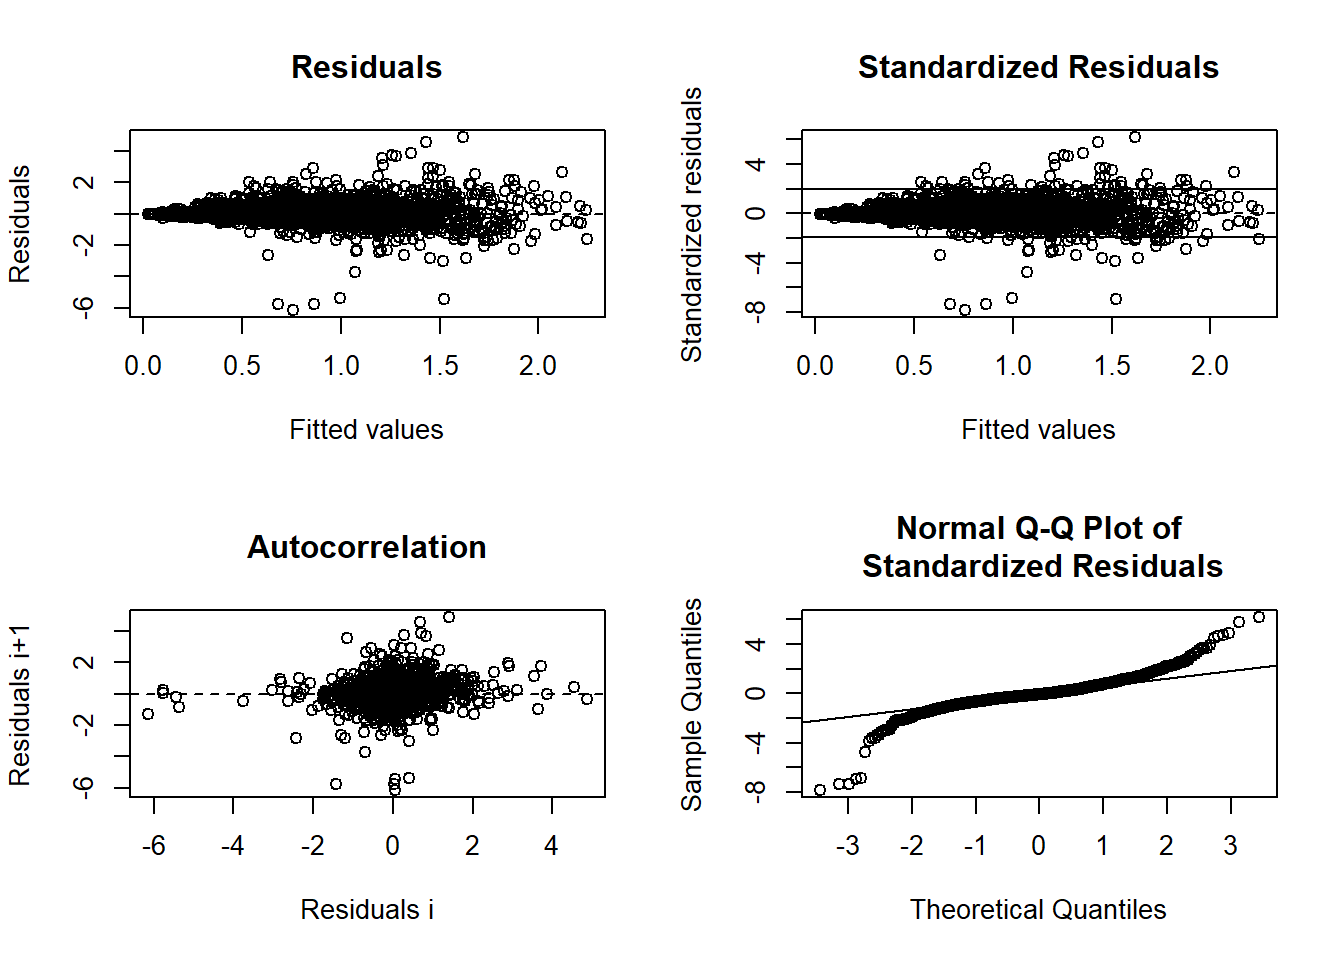 Residuals
Residuals
2
-2
-6
0.0 0.5 1.0 1.5 2.0
Fitted values
Standardized Residuals
Standardized residuals
4
0
-4
-8
0.0 0.5 1.0 1.5 2.0
Fitted values
Autocorrelation
Residuals i+1
2
-2
-6
-6 -4 -2 0 2 4
Residuals i
Normal Q-Q Plot of
Standardized Residuals
Sample Quantiles
4
0
-4
-8
-3 -2 -1 0 1 2 3
Theoretical Quantiles